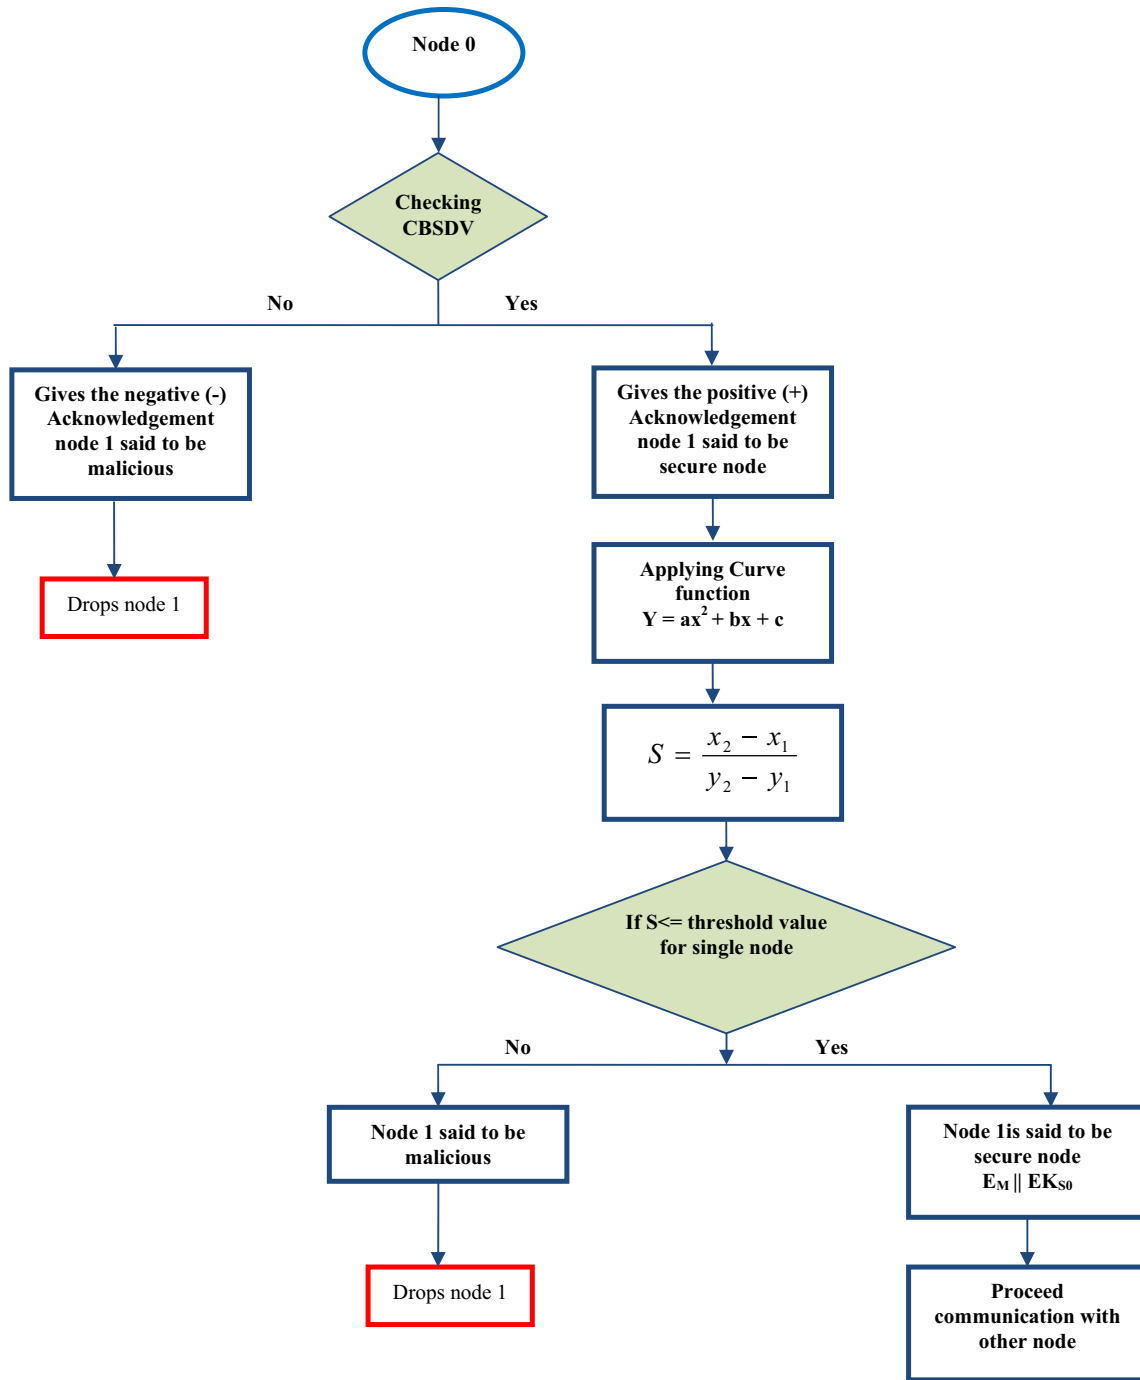 Node 0
Checking
CBSDV
No
Yes
Gives the negative (-)
Acknowledgement
node 1 said to be
malicious
Gives the positive (+)
Acknowledgement
node 1 said to be
secure node
Drops node 1
Applying Curve
function
Y = ax² + bx + c
S = (x₂ − x₁) / (y₂ − y₁)
If S<= threshold value
for single node
No
Yes
Node 1 said to be
malicious
Node 1is said to be
secure node
E_M || EK_S0
Drops node 1
Proceed
communication with
other node